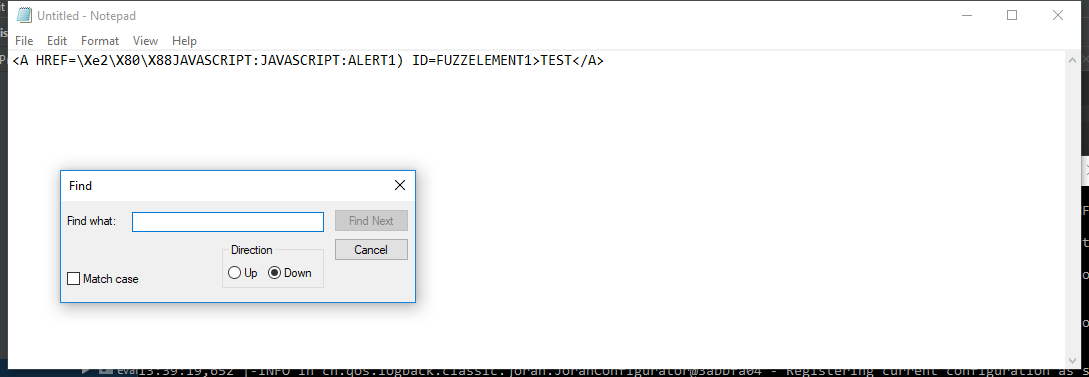 Untitled - Notepad
File Edit Format View Help
<A HREF=\Xe2\X80\X88JAVASCRIPT:JAVASCRIPT:ALERT1) ID=FUZZELEMENT1>TEST</A>
Find
Find what:
Find Next
Cancel
Direction
Up Down
Match case
eval13:39:19,652 |-INFO in ch.qos.logback.classic.joran.JoranConfigurator@3abbfa04 - Registering current configuration as s